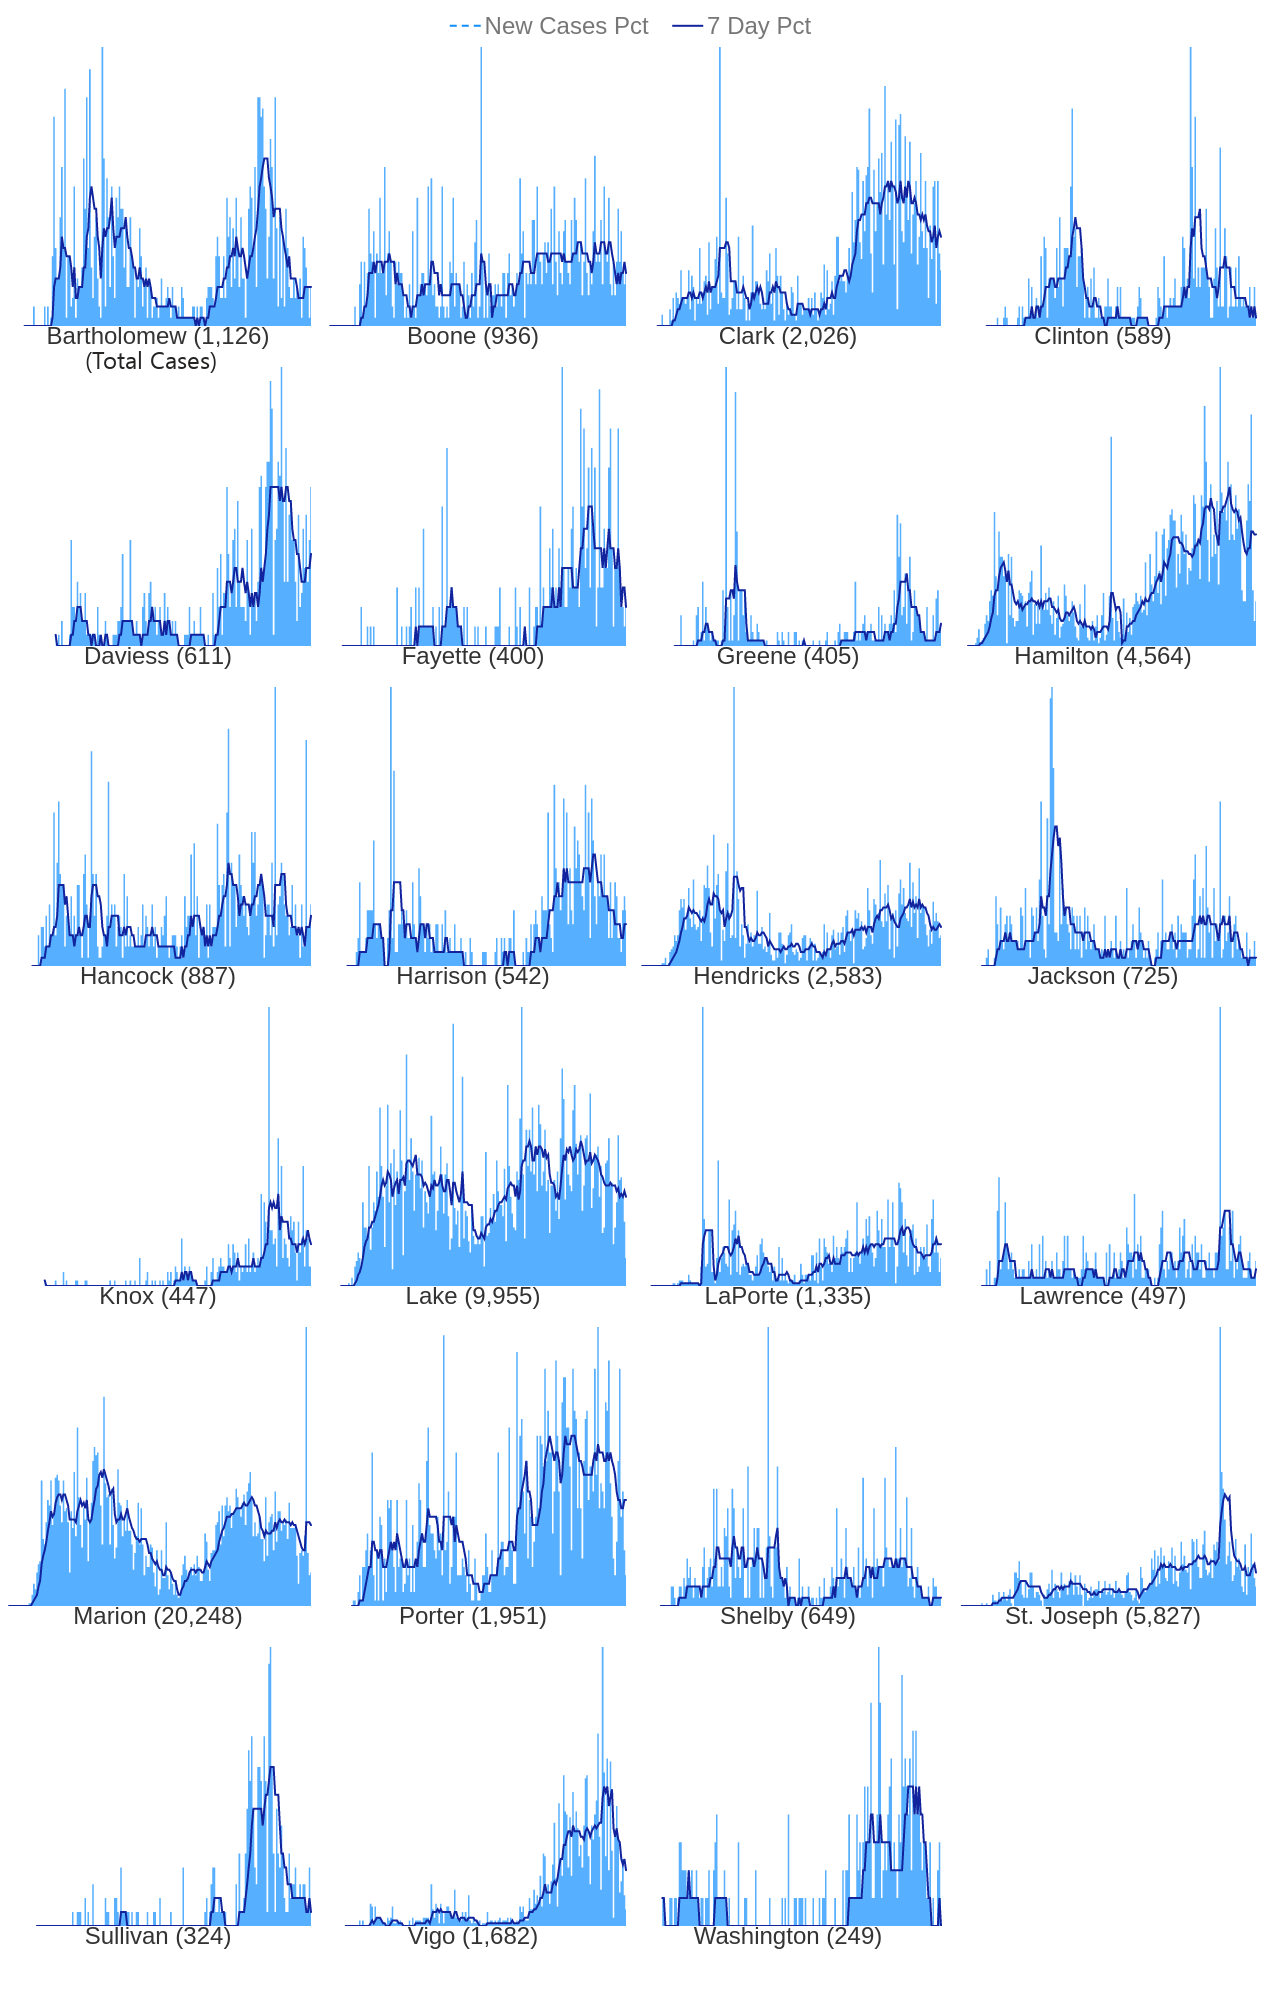 New Cases Pct 7 Day Pct
Bartholomew (1,126) Boone (936) Clark (2,026) Clinton (589)
(Total Cases)
Daviess (611) Fayette (400) Greene (405) Hamilton (4,564)
Hancock (887) Harrison (542) Hendricks (2,583) Jackson (725)
Knox (447) Lake (9,955) LaPorte (1,335) Lawrence (497)
Marion (20,248) Porter (1,951) Shelby (649) St. Joseph (5,827)
Sullivan (324) Vigo (1,682) Washington (249)